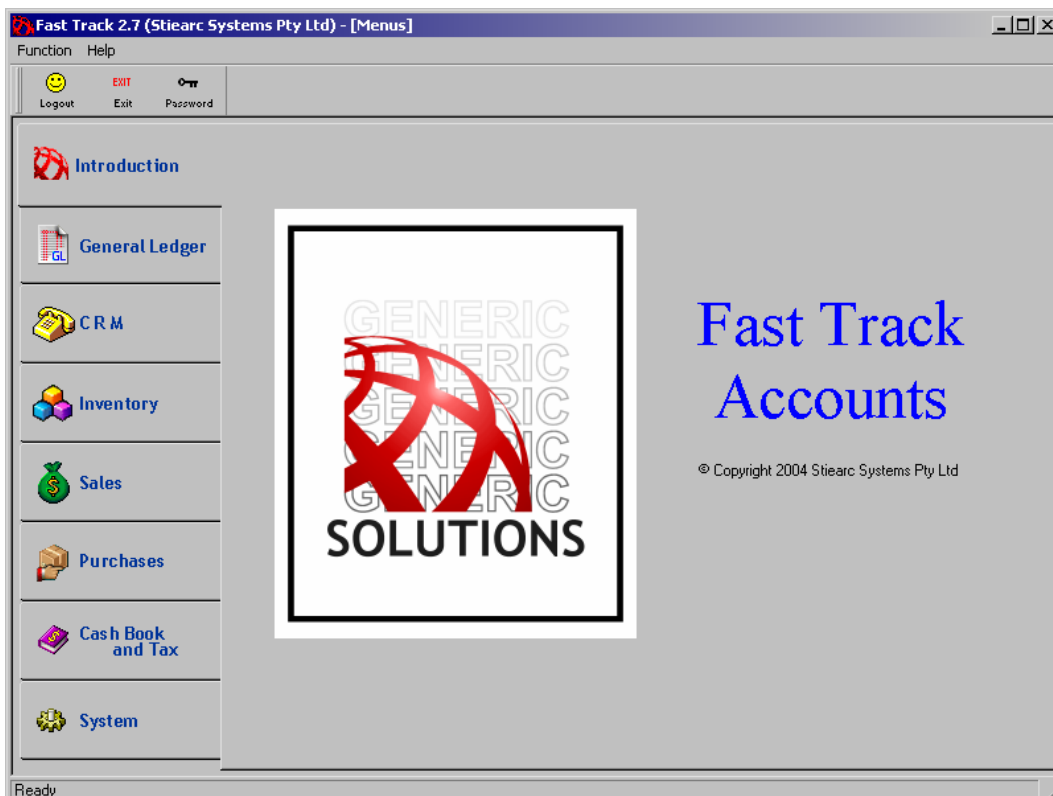 Fast Track 2.7 (Stiearc Systems Pty Ltd) - [Menus]
Function Help
EXIT
Logout Exit Password
Introduction
GL
General Ledger
C R M
Inventory
$
Sales
Purchases
$
Cash Book
and Tax
System
GENERIC
GENERIC
GENERIC
GENERIC
GENERIC
SOLUTIONS
Fast Track
Accounts
© Copyright 2004 Stiearc Systems Pty Ltd
Ready